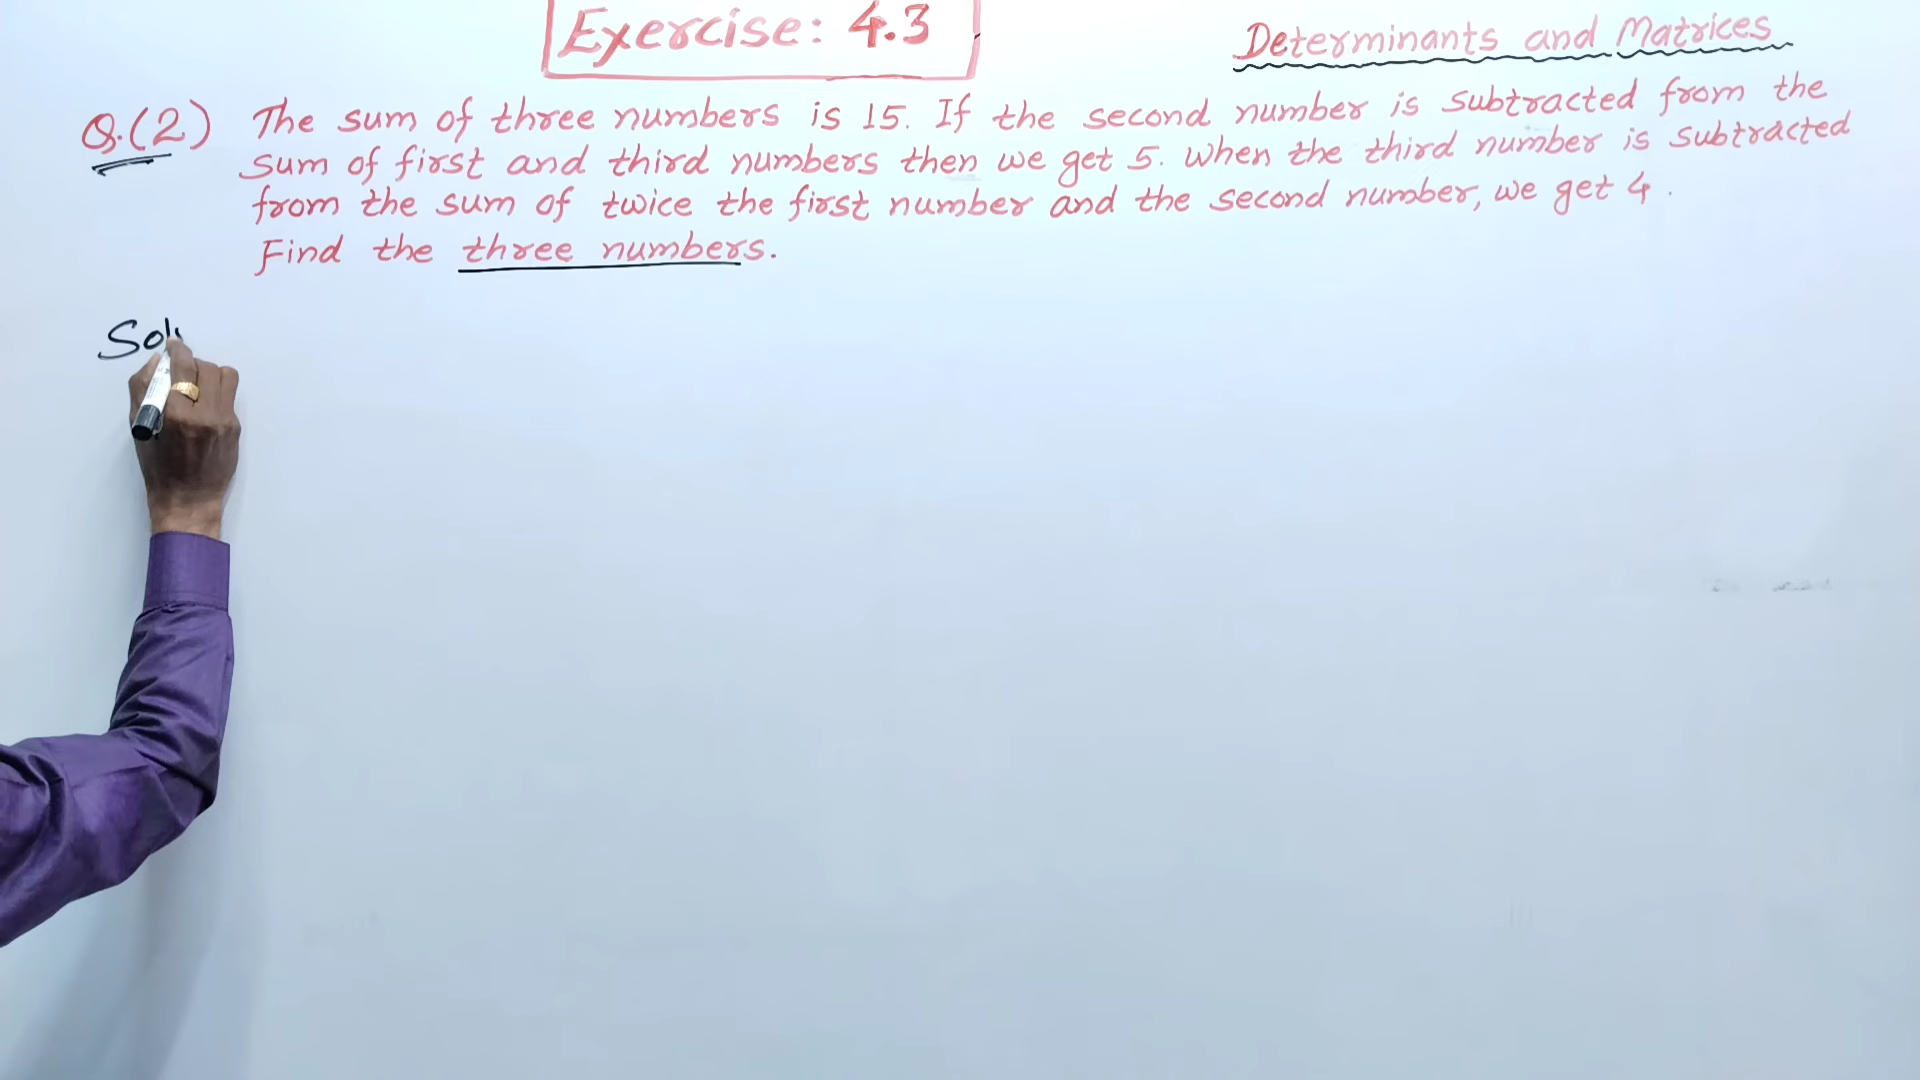 Exercise: 4.3
Determinants and Matrices
Q.(2) The sum of three numbers is 15. If the second number is subtracted from the
sum of first and third numbers then we get 5. When the third number is subtracted
from the sum of twice the first number and the second number, we get 4.
Find the three numbers.
Sol